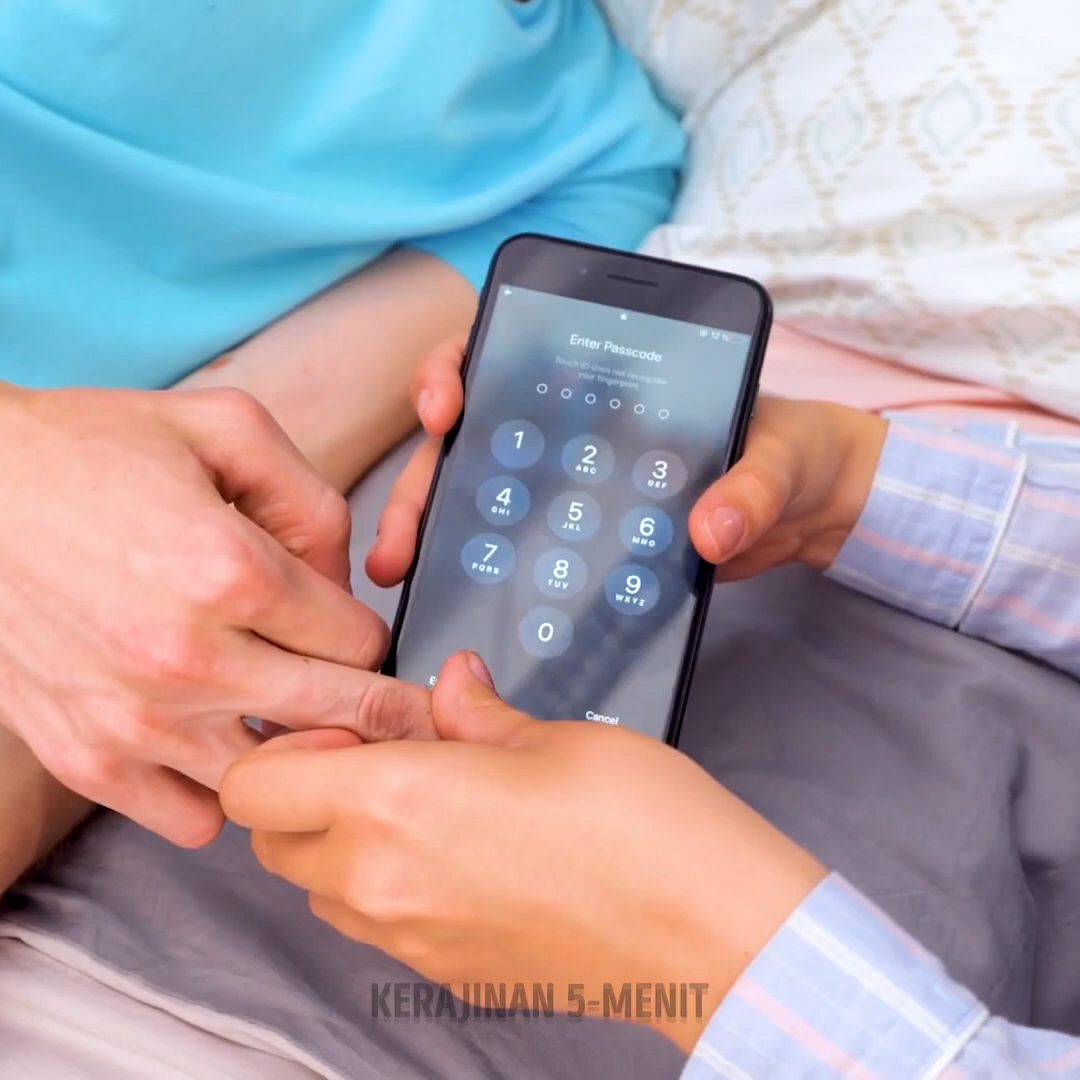 12 %
Enter Passcode
Touch ID does not recognize
your fingerprint
1
2
ABC
3
DEF
4
GHI
5
JKL
6
MNO
7
PQRS
8
TUV
9
WXYZ
0
Cancel
KERAJINAN 5-MENIT